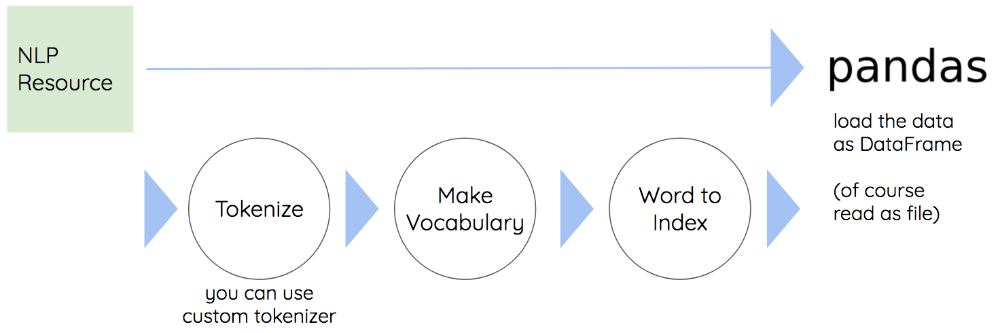 NLP
Resource
pandas
load the data
as DataFrame
(of course
read as file)
Tokenize
Make
Vocabulary
Word to
Index
you can use
custom tokenizer